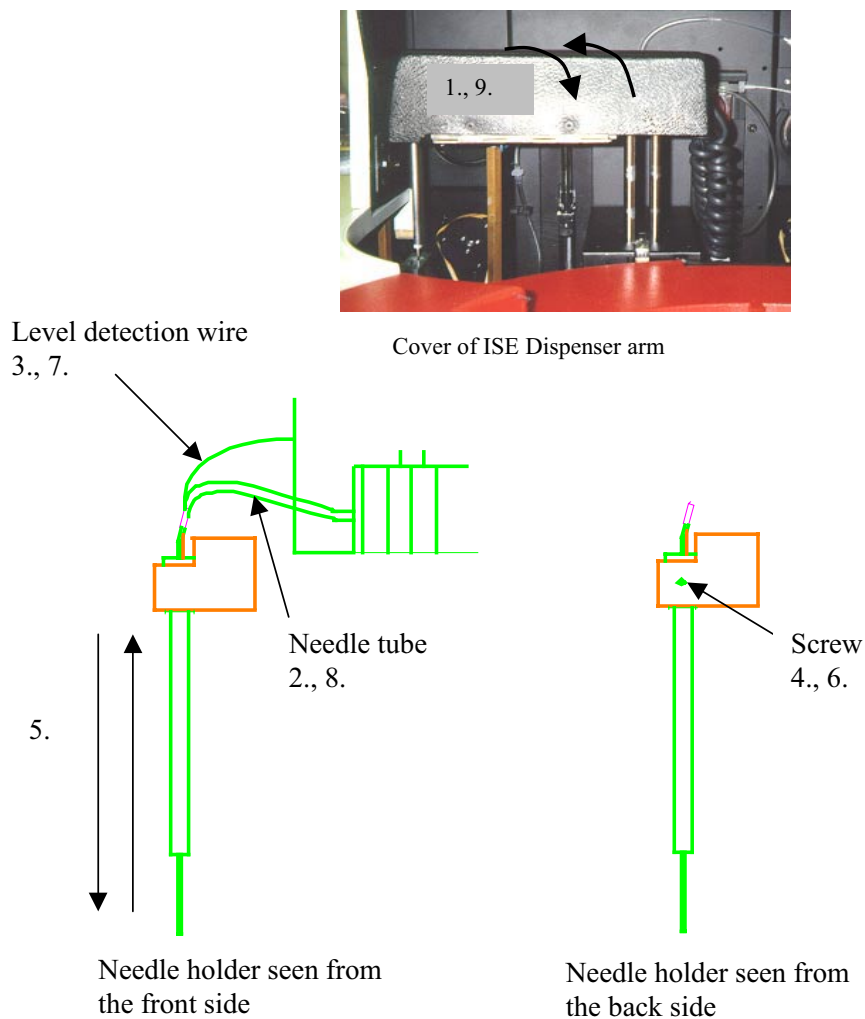 1., 9.
Cover of ISE Dispenser arm
Level detection wire
3., 7.
Needle tube
2., 8.
Screw
4., 6.
5.
Needle holder seen from
the front side
Needle holder seen from
the back side